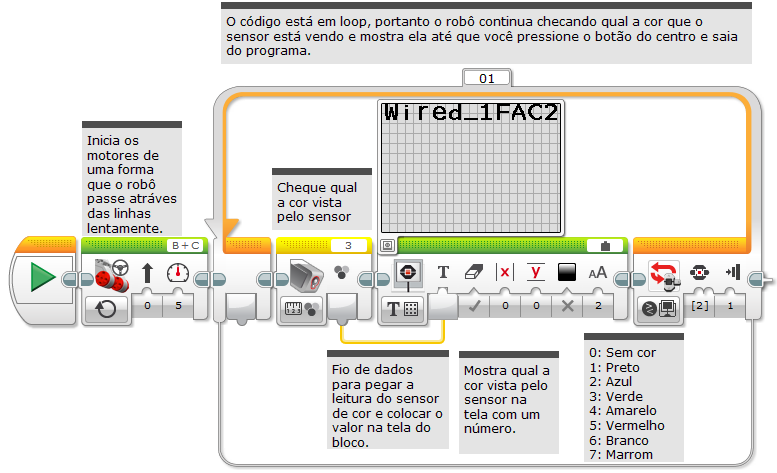 O código está em loop, portanto o robô continua checando qual a cor que o
sensor está vendo e mostra ela até que você pressione o botão do centro e saia
do programa.
01
Wired_1FAC2
Inicia os
motores de
uma forma
que o robô
passe atráves
das linhas
lentamente.
Cheque qual
a cor vista
pelo sensor
B + C
3
T
x
y
AA
0 5
123
T
0 0 2
[2] 1
Fio de dados
para pegar a
leitura do sensor
de cor e colocar o
valor na tela do
bloco.
Mostra qual a
cor vista pelo
sensor na
tela com um
número.
0: Sem cor
1: Preto
2: Azul
3: Verde
4: Amarelo
5: Vermelho
6: Branco
7: Marrom